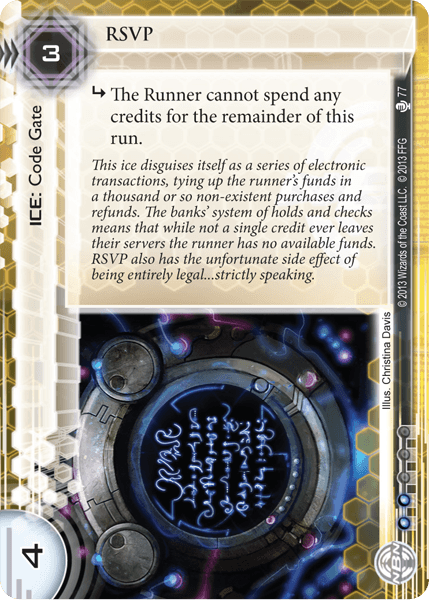 3
RSVP
ICE: Code Gate
The Runner cannot spend any
credits for the remainder of this
run.
This ice disguises itself as a series of electronic
transactions, tying up the runner's funds in
a thousand or so non-existent purchases and
refunds. The banks' system of holds and checks
means that while not a single credit ever leaves
their servers the runner has no available funds.
RSVP also has the unfortunate side effect of
being entirely legal...strictly speaking.
77
© 2013 Wizards of the Coast LLC. © 2013 FFG
Illus. Christina Davis
4
NBN